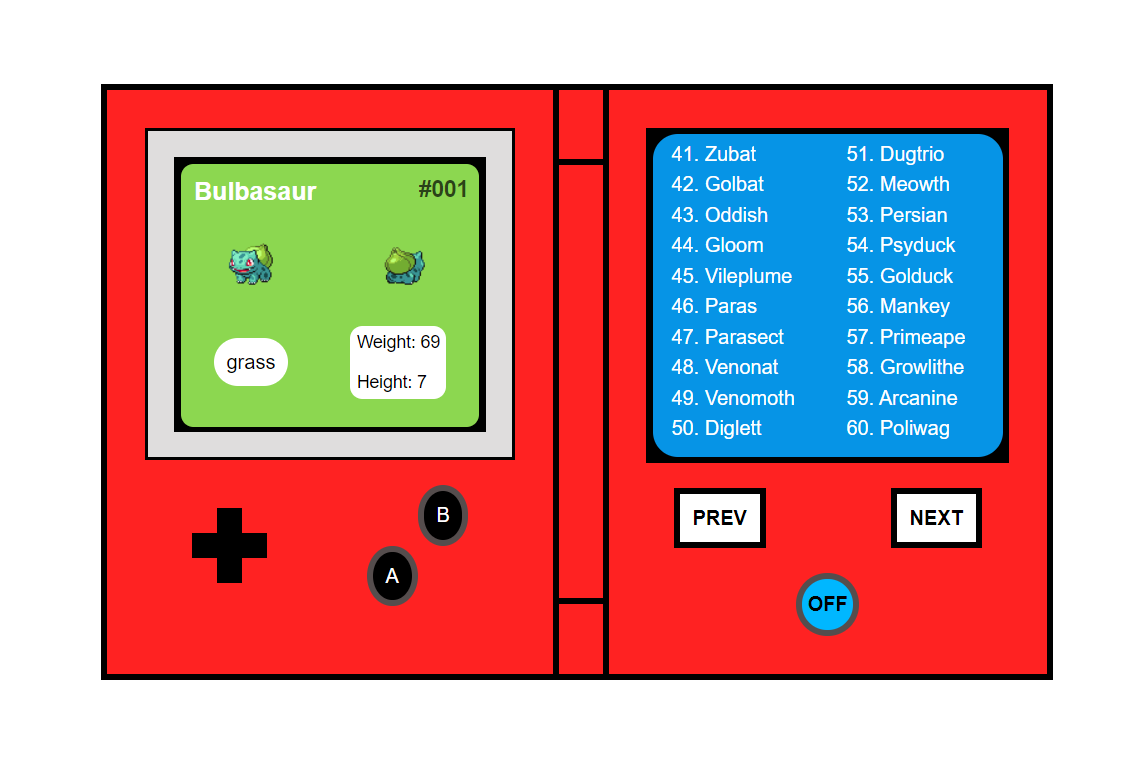 Bulbasaur #001
grass
Weight: 69
Height: 7
B
A
41. Zubat
42. Golbat
43. Oddish
44. Gloom
45. Vileplume
46. Paras
47. Parasect
48. Venonat
49. Venomoth
50. Diglett
51. Dugtrio
52. Meowth
53. Persian
54. Psyduck
55. Golduck
56. Mankey
57. Primeape
58. Growlithe
59. Arcanine
60. Poliwag
PREV NEXT
OFF